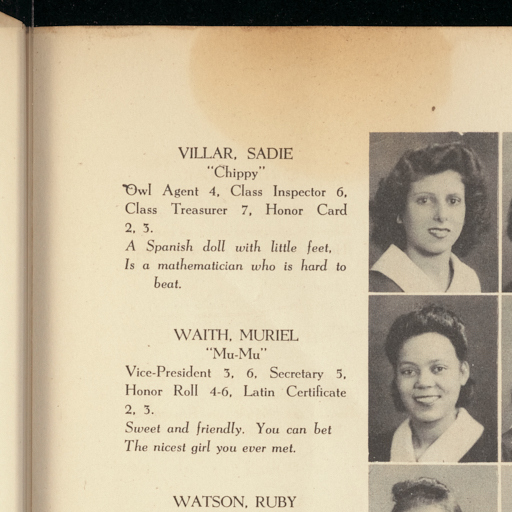 VILLAR, SADIE
"Chippy"
Owl Agent 4, Class Inspector 6,
Class Treasurer 7, Honor Card
2, 3.
A Spanish doll with little feet,
Is a mathematician who is hard to
beat.
WAITH, MURIEL
"Mu-Mu"
Vice-President 3, 6, Secretary 5,
Honor Roll 4-6, Latin Certificate
2, 3.
Sweet and friendly. You can bet
The nicest girl you ever met.
WATSON, RUBY